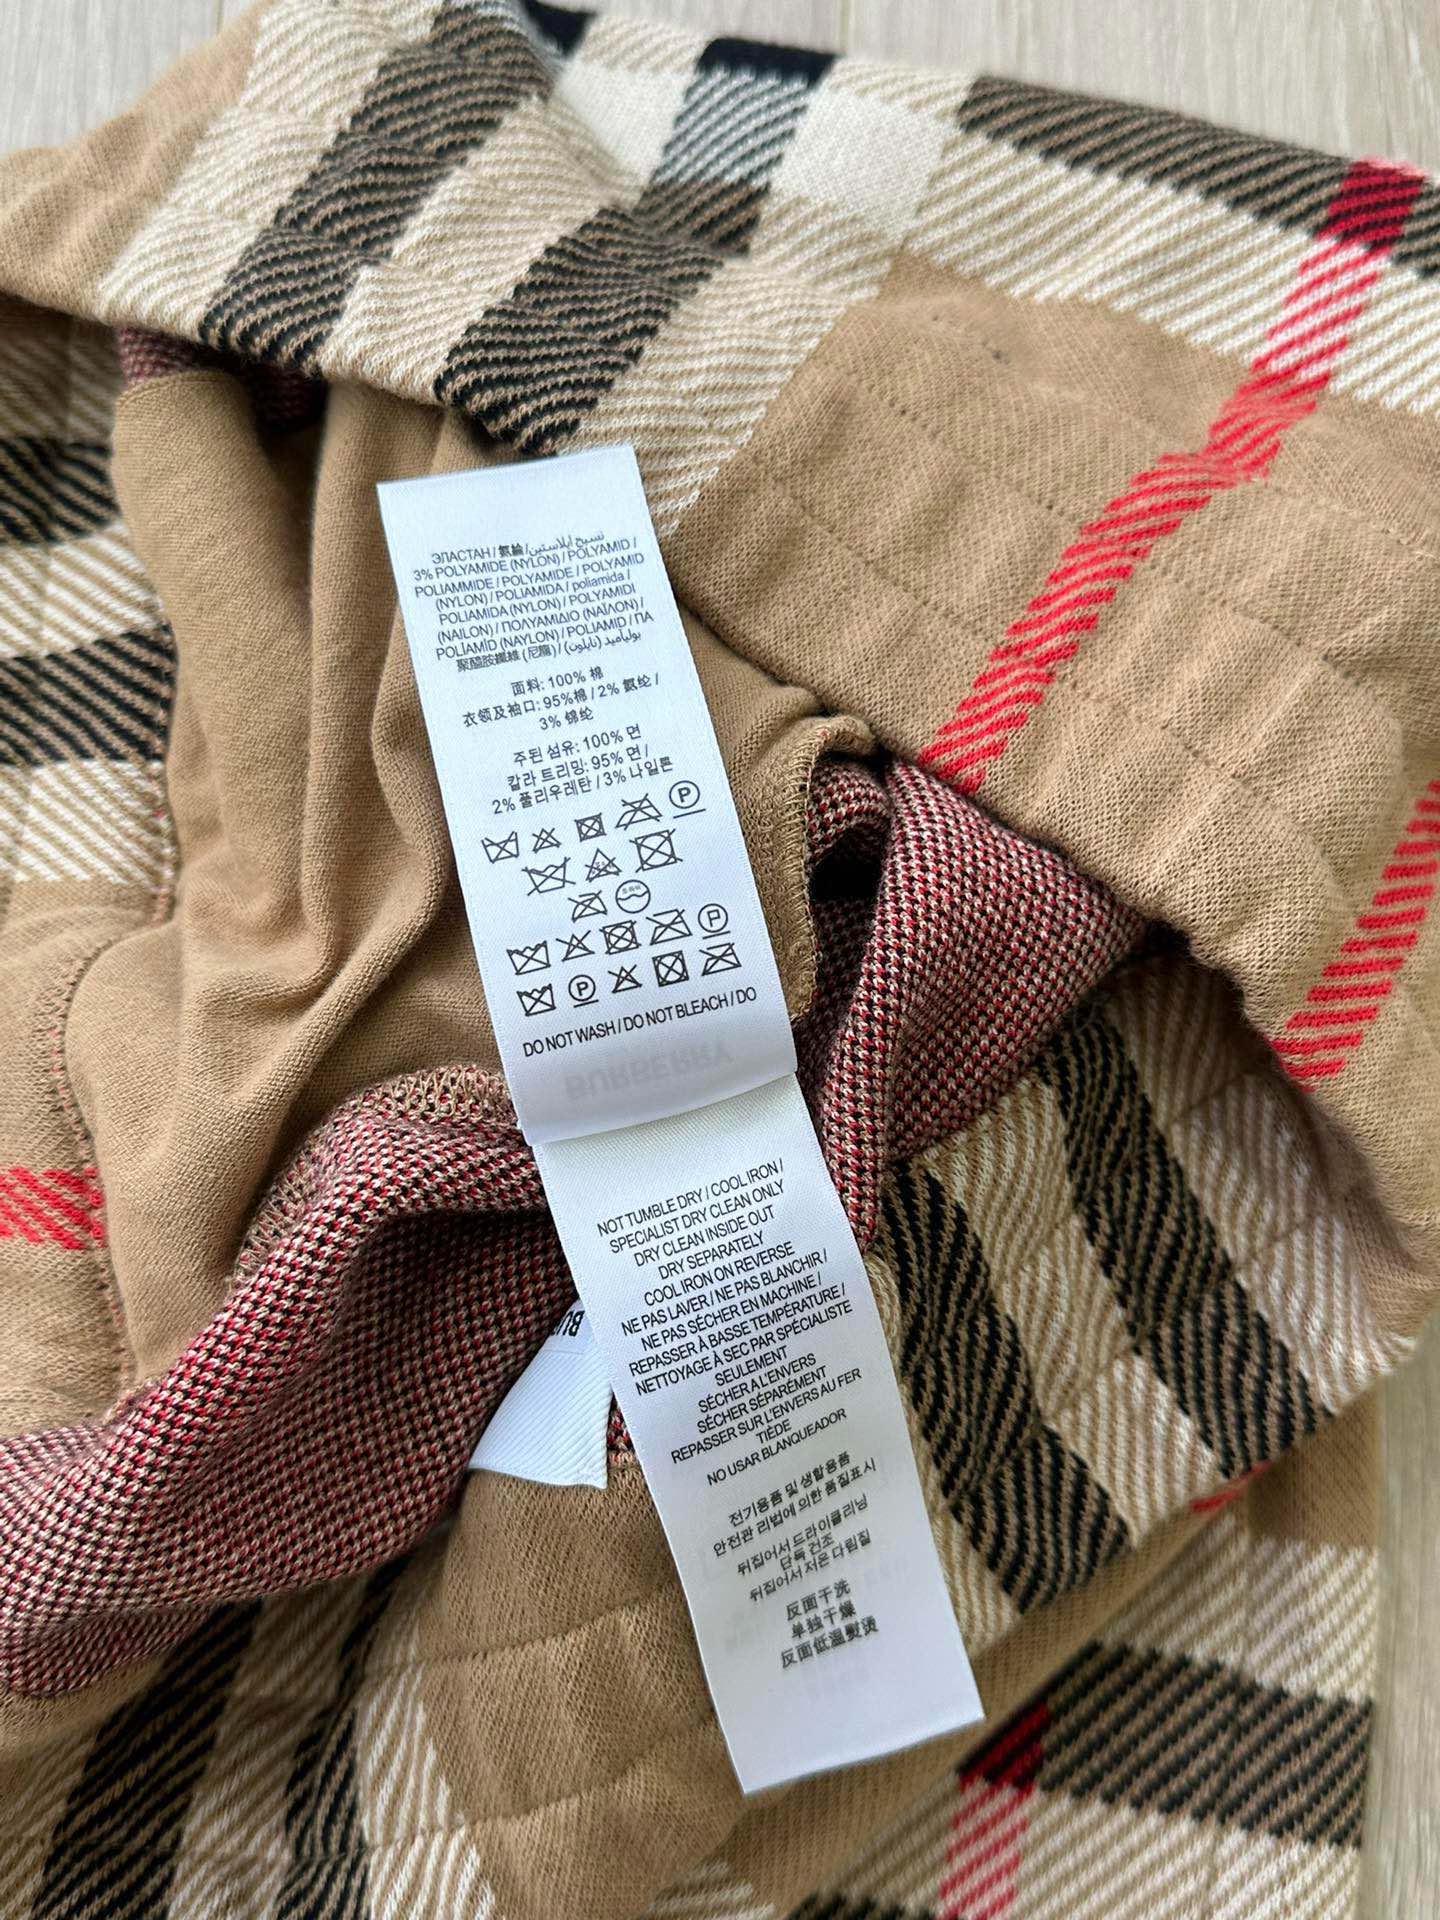 ЭЛАСТАН / 氨綸 / نسيج إيلاستين
3% POLYAMIDE (NYLON) / POLYAMID /
POLIAMMIDE / POLYAMIDE / POLYAMID
(NYLON) / POLIAMIDA / poliamida /
POLIAMIDA (NYLON) / POLYAMIDI
(NAILON) / ΠΟΛΥΑΜΙΔΙΟ (ΝΑΪΛΟΝ) /
POLİAMİD (NAYLON) / POLIAMID / ПА
聚醯胺纖維 (尼龍) / (نايلون) بولياميد
面料: 100% 棉
衣领及袖口: 95%棉 / 2% 氨纶 /
3% 锦纶
주된 섬유: 100% 면
칼라 트리밍: 95% 면 /
2% 폴리우레탄 / 3% 나일론
P
P
P
DO NOT WASH / DO NOT BLEACH / DO
BURBERRY
NOT TUMBLE DRY / COOL IRON /
SPECIALIST DRY CLEAN ONLY
DRY CLEAN INSIDE OUT
DRY SEPARATELY
COOL IRON ON REVERSE
NE PAS LAVER / NE PAS BLANCHIR /
NE PAS SÉCHER EN MACHINE /
REPASSER À BASSE TEMPÉRATURE /
NETTOYAGE À SEC PAR SPÉCIALISTE
SEULEMENT
SÉCHER A L'ENVERS
SÉCHER SÉPARÉMENT
REPASSER SUR L'ENVERS AU FER
TIÈDE
NO USAR BLANQUEADOR
전기용품 및 생활용품
안전관리법에 의한 품질표시
뒤집어서 드라이클리닝
단독 건조
뒤집어서 저온 다림질
反面干洗
单独干燥
反面低温熨烫